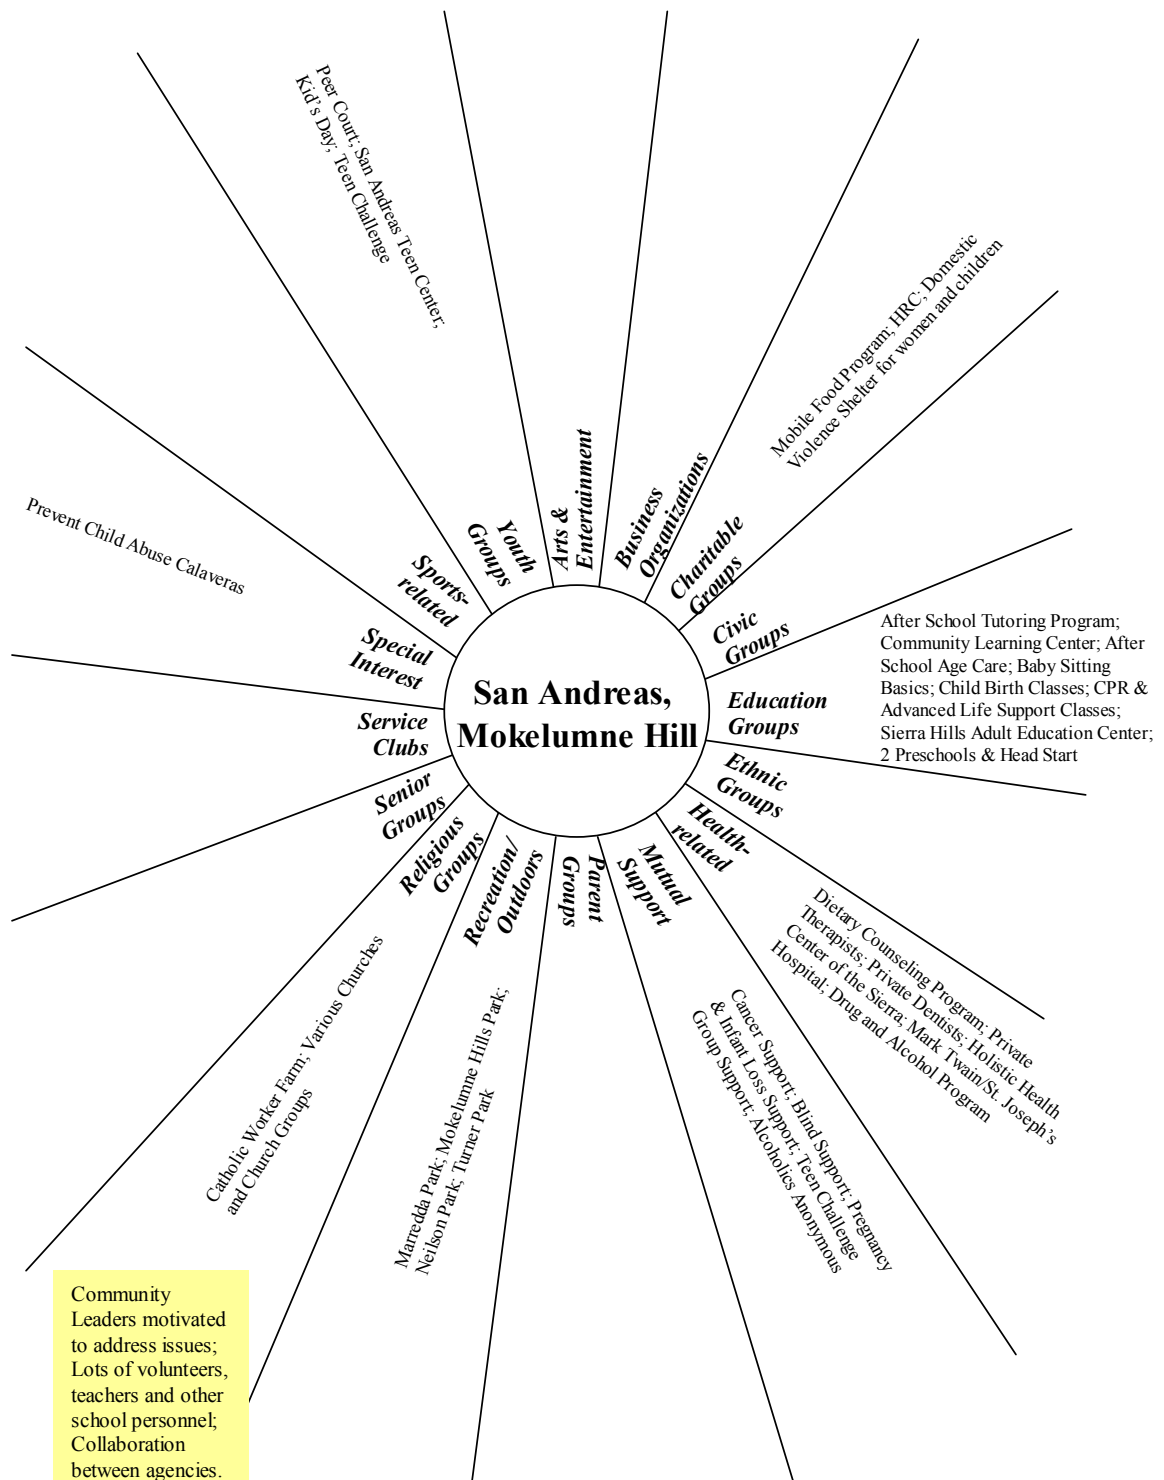 San Andreas,
Mokelumne Hill
Arts &
Entertainment
Business
Organizations
Charitable
Groups
Mobile Food Program; HRC; Domestic
Violence Shelter for women and children
Civic
Groups
Education
Groups
After School Tutoring Program;
Community Learning Center; After
School Age Care; Baby Sitting
Basics; Child Birth Classes; CPR &
Advanced Life Support Classes;
Sierra Hills Adult Education Center;
2 Preschools & Head Start
Ethnic
Groups
Health-
related
Dietary Counseling Program; Private
Therapists; Private Dentists; Holistic Health
Center of the Sierra; Mark Twain/St. Joseph's
Hospital; Drug and Alcohol Program
Mutual
Support
Cancer Support; Blind Support; Pregnancy
& Infant Loss Support; Teen Challenge
Group Support; Alcoholics Anonymous
Parent
Groups
Recreation/
Outdoors
Marredda Park; Mokelumne Hills Park;
Neilson Park; Turner Park
Religious
Groups
Catholic Worker Farm; Various Churches
and Church Groups
Senior
Groups
Service
Clubs
Special
Interest
Prevent Child Abuse Calaveras
Sports-
related
Youth
Groups
Peer Court; San Andreas Teen Center;
Kid's Day; Teen Challenge
Community
Leaders motivated
to address issues;
Lots of volunteers,
teachers and other
school personnel;
Collaboration
between agencies.